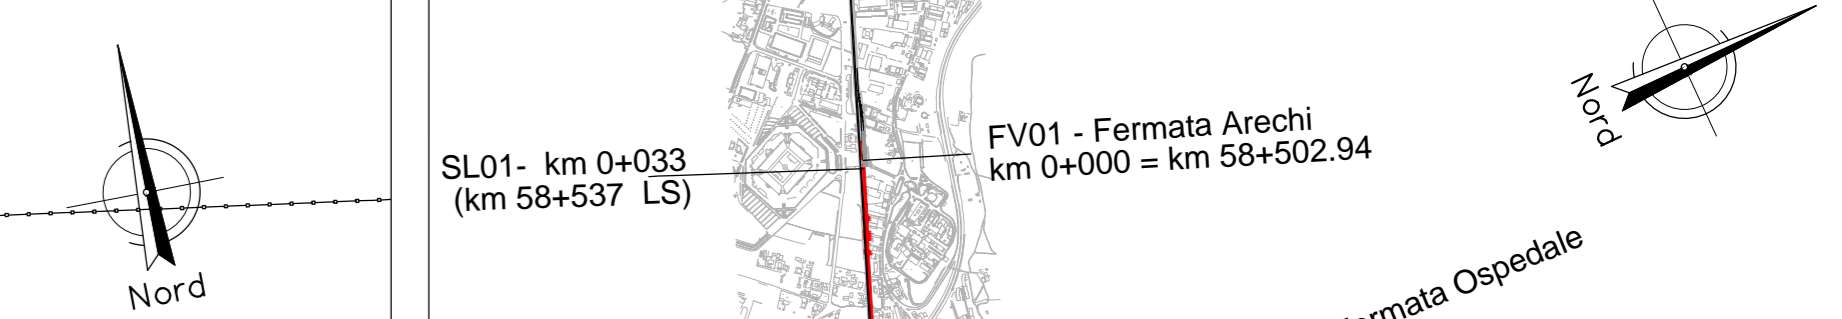 Nord
SL01- km 0+033
(km 58+537 LS)
FV01 - Fermata Arechi
km 0+000 = km 58+502.94
Nord
Ospedale